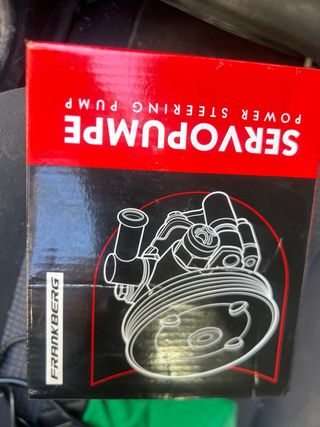 SERVOPUMPE
POWER STEERING PUMP
FRANKBERG